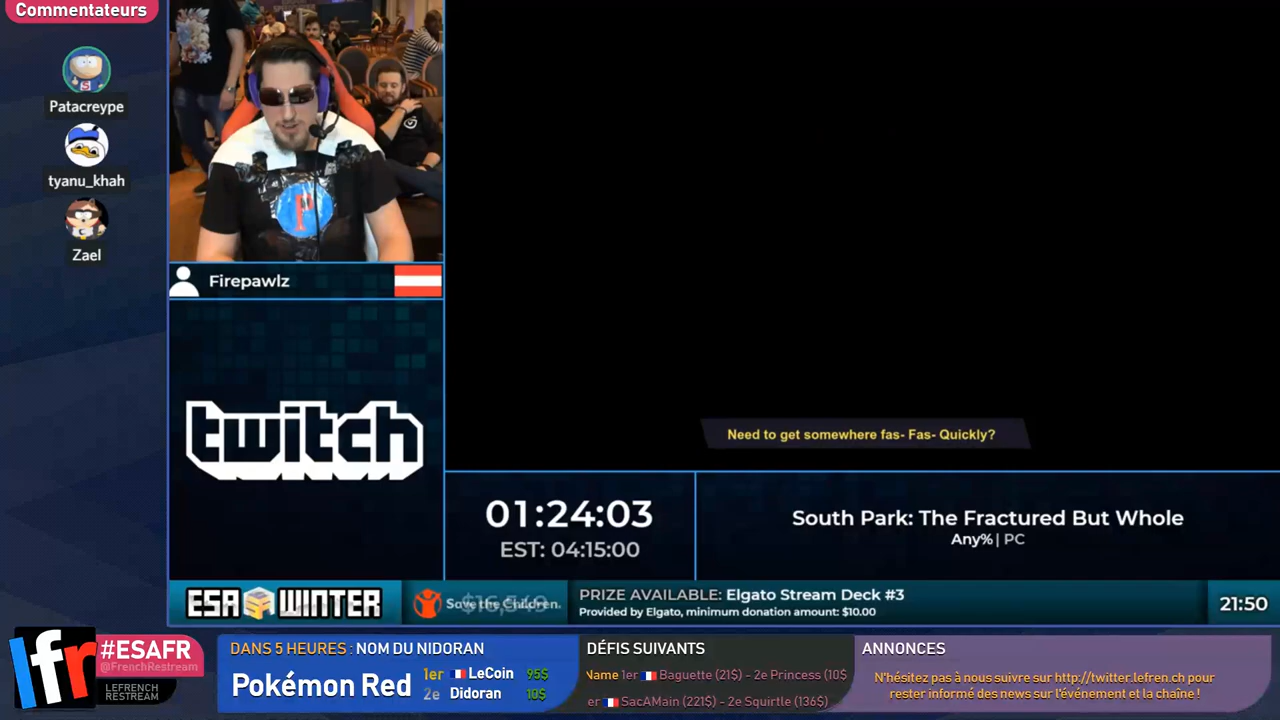 Commentateurs
Patacreype
tyanu_khah
Zael
P
Firepawlz
twitch
Need to get somewhere fas- Fas- Quickly?
01:24:03
EST: 04:15:00
South Park: The Fractured But Whole
Any% | PC
ESA WINTER
Save the Children.
PRIZE AVAILABLE: Elgato Stream Deck #3
Provided by Elgato, minimum donation amount: $10.00
21:50
lfr
#ESAFR
@FrenchRestream
LEFRENCH
RESTREAM
DANS 5 HEURES : NOM DU NIDORAN
Pokémon Red
1er LeCoin 95$
2e Didoran 10$
DÉFIS SUIVANTS
Name 1er Baguette (21$) - 2e Princess (10$
er SacAMain (221$) - 2e Squirtle (136$)
ANNONCES
N'hésitez pas à nous suivre sur http://twitter.lefren.ch pour
rester informé des news sur l'événement et la chaîne !